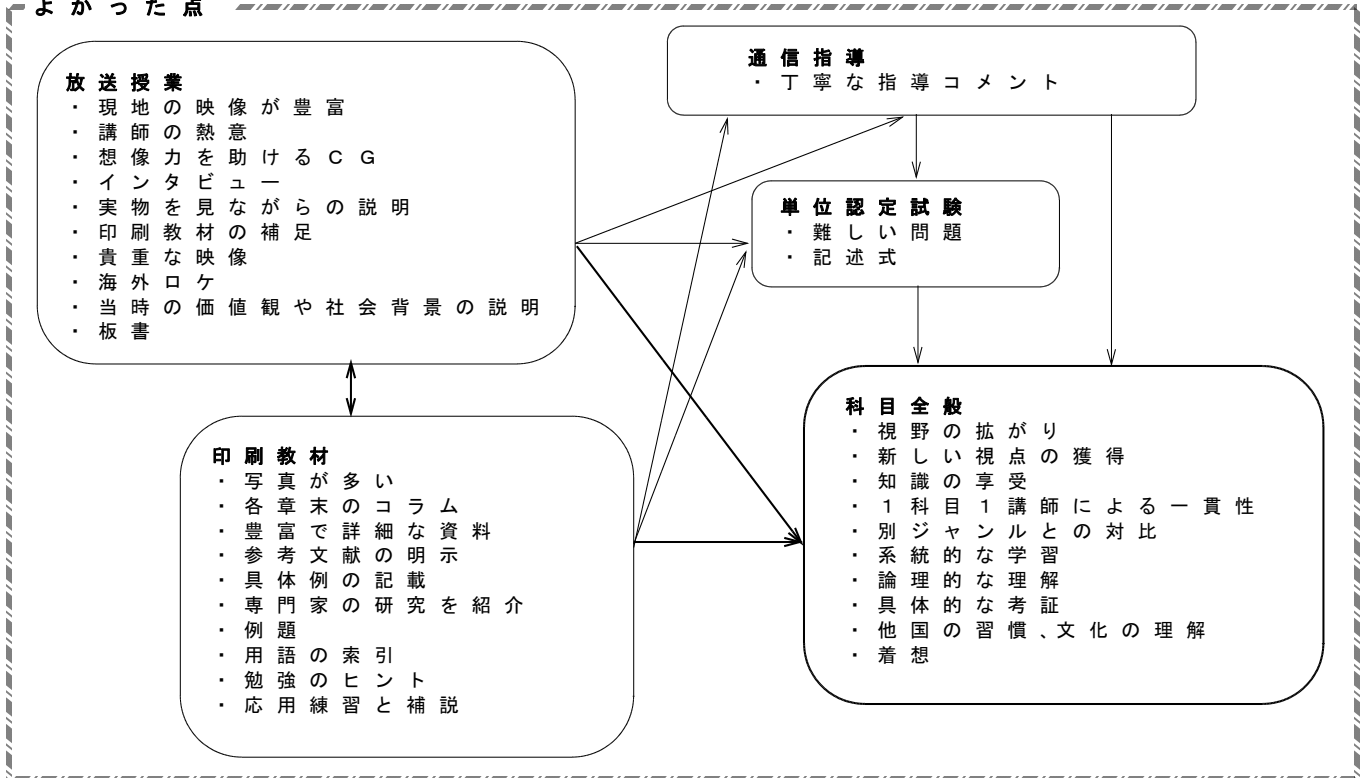 よかった点
放送授業
・現地の映像が豊富
・講師の熱意
・想像力を助けるＣＧ
・インタビュー
・実物を見ながらの説明
・印刷教材の補足
・貴重な映像
・海外ロケ
・当時の価値観や社会背景の説明
・板書
通信指導
・丁寧な指導コメント
単位認定試験
・難しい問題
・記述式
印刷教材
・写真が多い
・各章末のコラム
・豊富で詳細な資料
・参考文献の明示
・具体例の記載
・専門家の研究を紹介
・例題
・用語の索引
・勉強のヒント
・応用練習と補説
科目全般
・視野の拡がり
・新しい視点の獲得
・知識の享受
・１科目１講師による一貫性
・別ジャンルとの対比
・系統的な学習
・論理的な理解
・具体的な考証
・他国の習慣、文化の理解
・着想